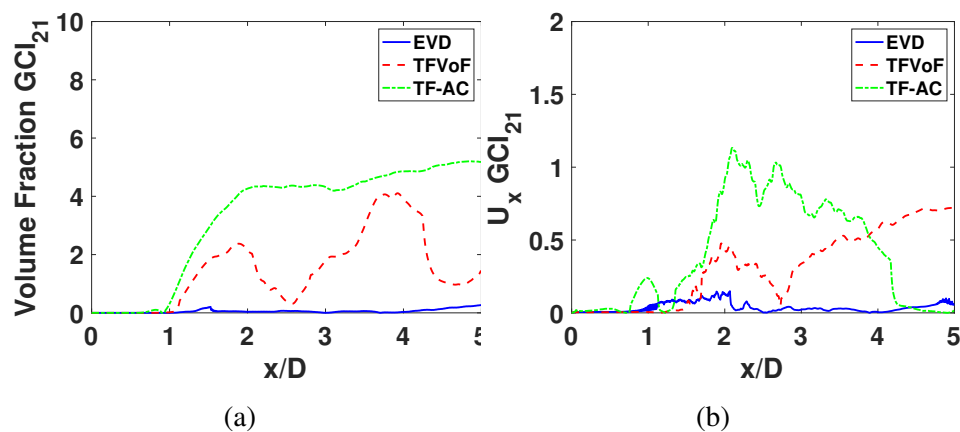 10
8
6
4
2
0
Volume Fraction GCI21
EVD
TFVoF
TF-AC
0 1 2 3 4 5
x/D
(a)
2
1.5
1
0.5
0
Ux GCI21
EVD
TFVoF
TF-AC
0 1 2 3 4 5
x/D
(b)